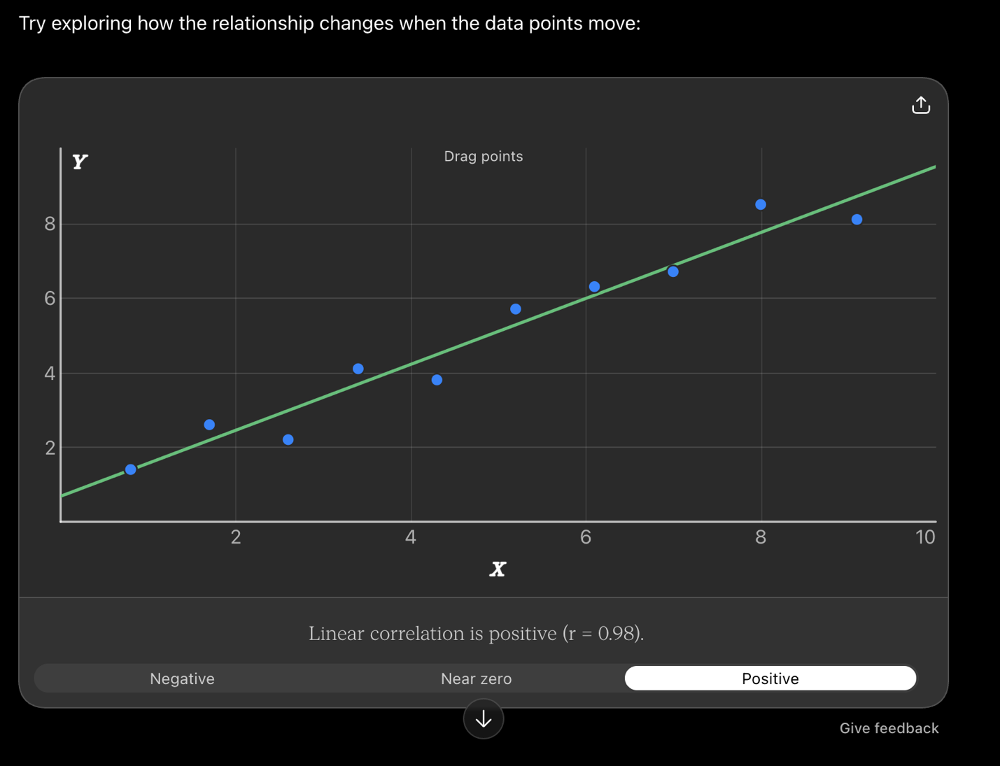 Try exploring how the relationship changes when the data points move:
Y
Drag points
8
6
4
2
2 4 6 8 10
X
Linear correlation is positive (r = 0.98).
Negative Near zero Positive
Give feedback